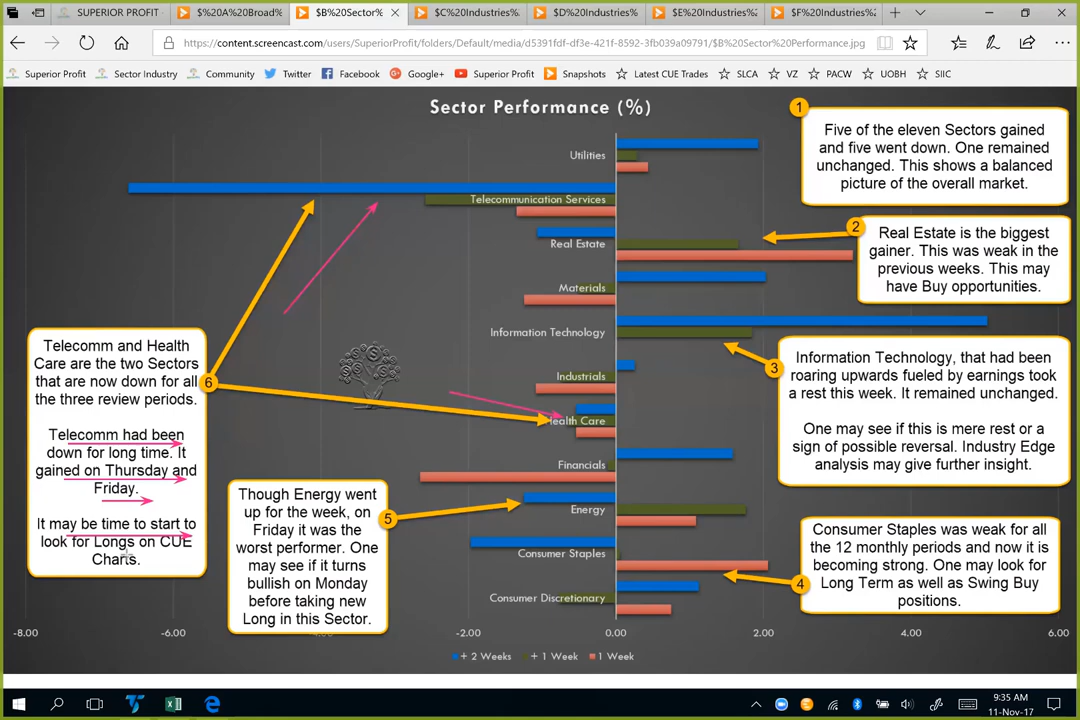 SUPERIOR PROFIT
$%20A%20Broad%
$B%20Sector%
$C%20Industries%
$D%20Industries%
$E%20Industries%
$F%20Industries%2
https://content.screencast.com/users/SuperiorProfit/folders/Default/media/d5391fdf-df3e-421f-8592-3fb039a09791/$B%20Sector%20Performance.jpg
Superior Profit
Sector Industry
Community
Twitter
Facebook
Google+
Superior Profit
Snapshots
Latest CUE Trades
SLCA
VZ
PACW
UOBH
SIIC
Sector Performance (%)
1
Five of the eleven Sectors gained
and five went down. One remained
unchanged. This shows a balanced
picture of the overall market.
2
Real Estate is the biggest
gainer. This was weak in the
previous weeks. This may
have Buy opportunities.
3
Information Technology, that had been
roaring upwards fueled by earnings took
a rest this week. It remained unchanged.
One may see if this is mere rest or a
sign of possible reversal. Industry Edge
analysis may give further insight.
4
Consumer Staples was weak for all
the 12 monthly periods and now it is
becoming strong. One may look for
Long Term as well as Swing Buy
positions.
5
Though Energy went
up for the week, on
Friday it was the
worst performer. One
may see if it turns
bullish on Monday
before taking new
Long in this Sector.
6
Telecomm and Health
Care are the two Sectors
that are now down for all
the three review periods.
Telecomm had been
down for long time. It
gained on Thursday and
Friday.
It may be time to start to
look for Longs on CUE
Charts.
Utilities
Telecommunication Services
Real Estate
Materials
Information Technology
Industrials
Health Care
Financials
Energy
Consumer Staples
Consumer Discretionary
-8.00
-6.00
-2.00
0.00
2.00
4.00
6.00
+ 2 Weeks
+ 1 Week
1 Week
9:35 AM
11-Nov-17